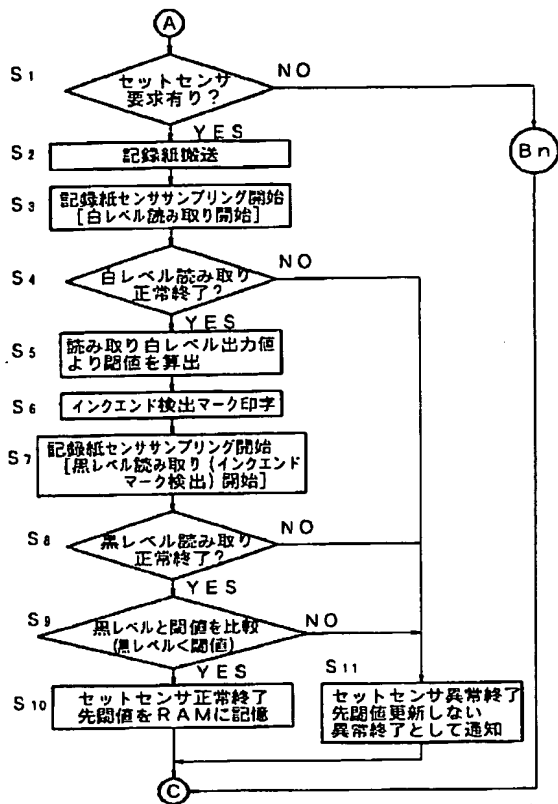 A
S1
セットセンサ
要求有り?
NO
YES
Bn
S2
記録紙搬送
S3
記録紙センササンプリング開始
[白レベル読み取り開始]
S4
白レベル読み取り
正常終了?
NO
YES
S5
読み取り白レベル出力値
より閾値を算出
S6
インクエンド検出マーク印字
S7
記録紙センササンプリング開始
[黒レベル読み取り(インクエンド
マーク検出)開始]
S8
黒レベル読み取り
正常終了?
NO
YES
S9
黒レベルと閾値を比較
(黒レベル<閾値)
NO
YES
S10
セットセンサ正常終了
先閾値をRAMに記憶
S11
セットセンサ異常終了
先閾値更新しない
異常終了として通知
C